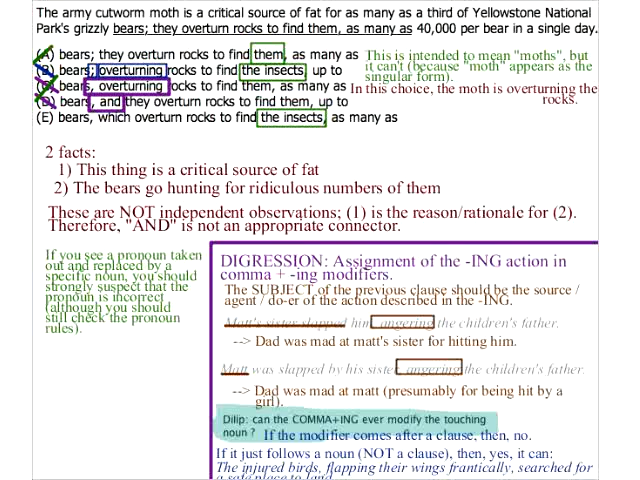 The army cutworm moth is a critical source of fat for as many as a third of Yellowstone National
Park's grizzly bears; they overturn rocks to find them, as many as 40,000 per bear in a single day.
(A) bears; they overturn rocks to find them, as many as
(B) bears; overturning rocks to find the insects, up to
(C) bears, overturning rocks to find them, as many as
(D) bears, and they overturn rocks to find them, up to
(E) bears, which overturn rocks to find the insects, as many as
This is intended to mean "moths", but
it can't (because "moth" appears as the
singular form).
In this choice, the moth is overturning the
rocks.
2 facts:
1) This thing is a critical source of fat
2) The bears go hunting for ridiculous numbers of them
These are NOT independent observations; (1) is the reason/rationale for (2).
Therefore, "AND" is not an appropriate connector.
If you see a pronoun taken
out and replaced by a
specific noun, you should
strongly suspect that the
pronoun is incorrect
(although you should
still check the pronoun
rules).
DIGRESSION: Assignment of the -ING action in
comma + -ing modifiers.
The SUBJECT of the previous clause should be the source /
agent / do-er of the action described in the -ING.
Matt's sister slapped him, angering the children's father.
--> Dad was mad at matt's sister for hitting him.
Matt was slapped by his sister, angering the children's father.
--> Dad was mad at matt (presumably for being hit by a
girl).
Dilip: can the COMMA+ING ever modify the touching
noun ? If the modifier comes after a clause, then, no.
If it just follows a noun (NOT a clause), then, yes, it can:
The injured birds, flapping their wings frantically, searched for
a safe place to land.